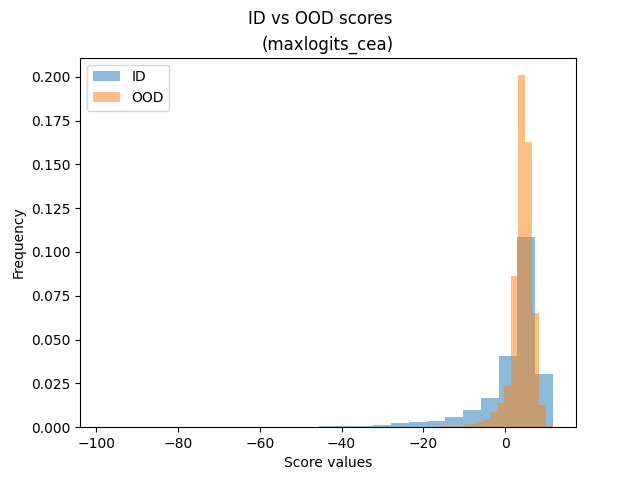 ID vs OOD scores
(maxlogits_cea)
ID
OOD
Frequency
0.200
0.175
0.150
0.125
0.100
0.075
0.050
0.025
0.000
−100
−80
−60
−40
−20
0
Score values